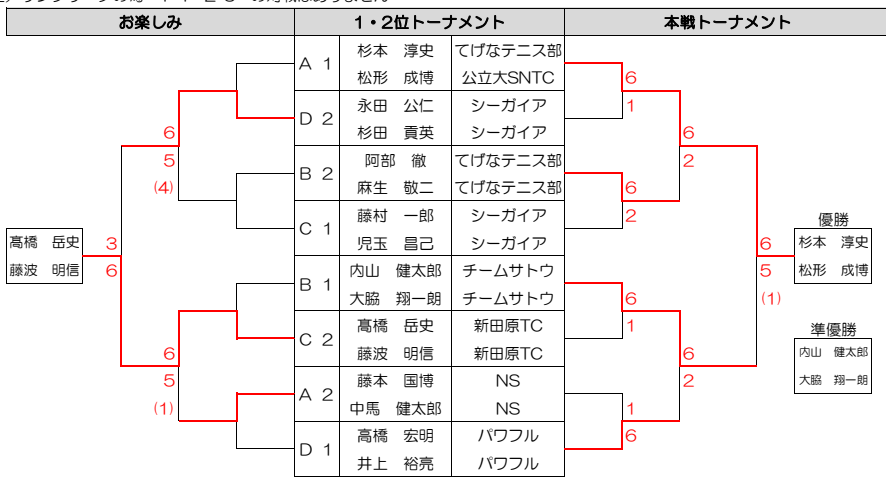 お楽しみ 1・2位トーナメント 本戦トーナメント
A 1 杉本 淳史 てげなテニス部
松形 成博 公立大SNTC
D 2 永田 公仁 シーガイア
杉田 貢英 シーガイア
B 2 阿部 徹 てげなテニス部
麻生 敬二 てげなテニス部
C 1 藤村 一郎 シーガイア
児玉 昌己 シーガイア
B 1 内山 健太郎 チームサトウ
大脇 翔一朗 チームサトウ
C 2 髙橋 岳史 新田原TC
藤波 明信 新田原TC
A 2 藤本 国博 NS
中馬 健太郎 NS
D 1 高橋 宏明 パワフル
井上 裕亮 パワフル
6
5
(4)
髙橋 岳史 3
藤波 明信 6
6
5
(1)
6
1
6
2
6
2
6
1
6
2
1
6
6
5
(1)
優勝
杉本 淳史
松形 成博
準優勝
内山 健太郎
大脇 翔一朗